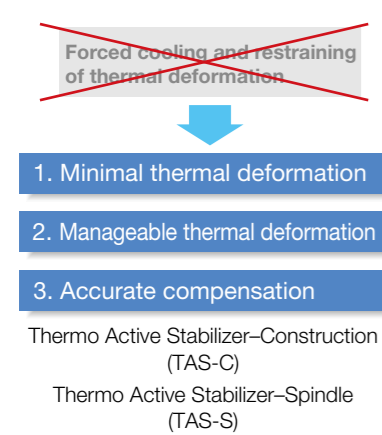 Forced cooling and restraining
of thermal deformation
1. Minimal thermal deformation
2. Manageable thermal deformation
3. Accurate compensation
Thermo Active Stabilizer–Construction
(TAS-C)
Thermo Active Stabilizer–Spindle
(TAS-S)